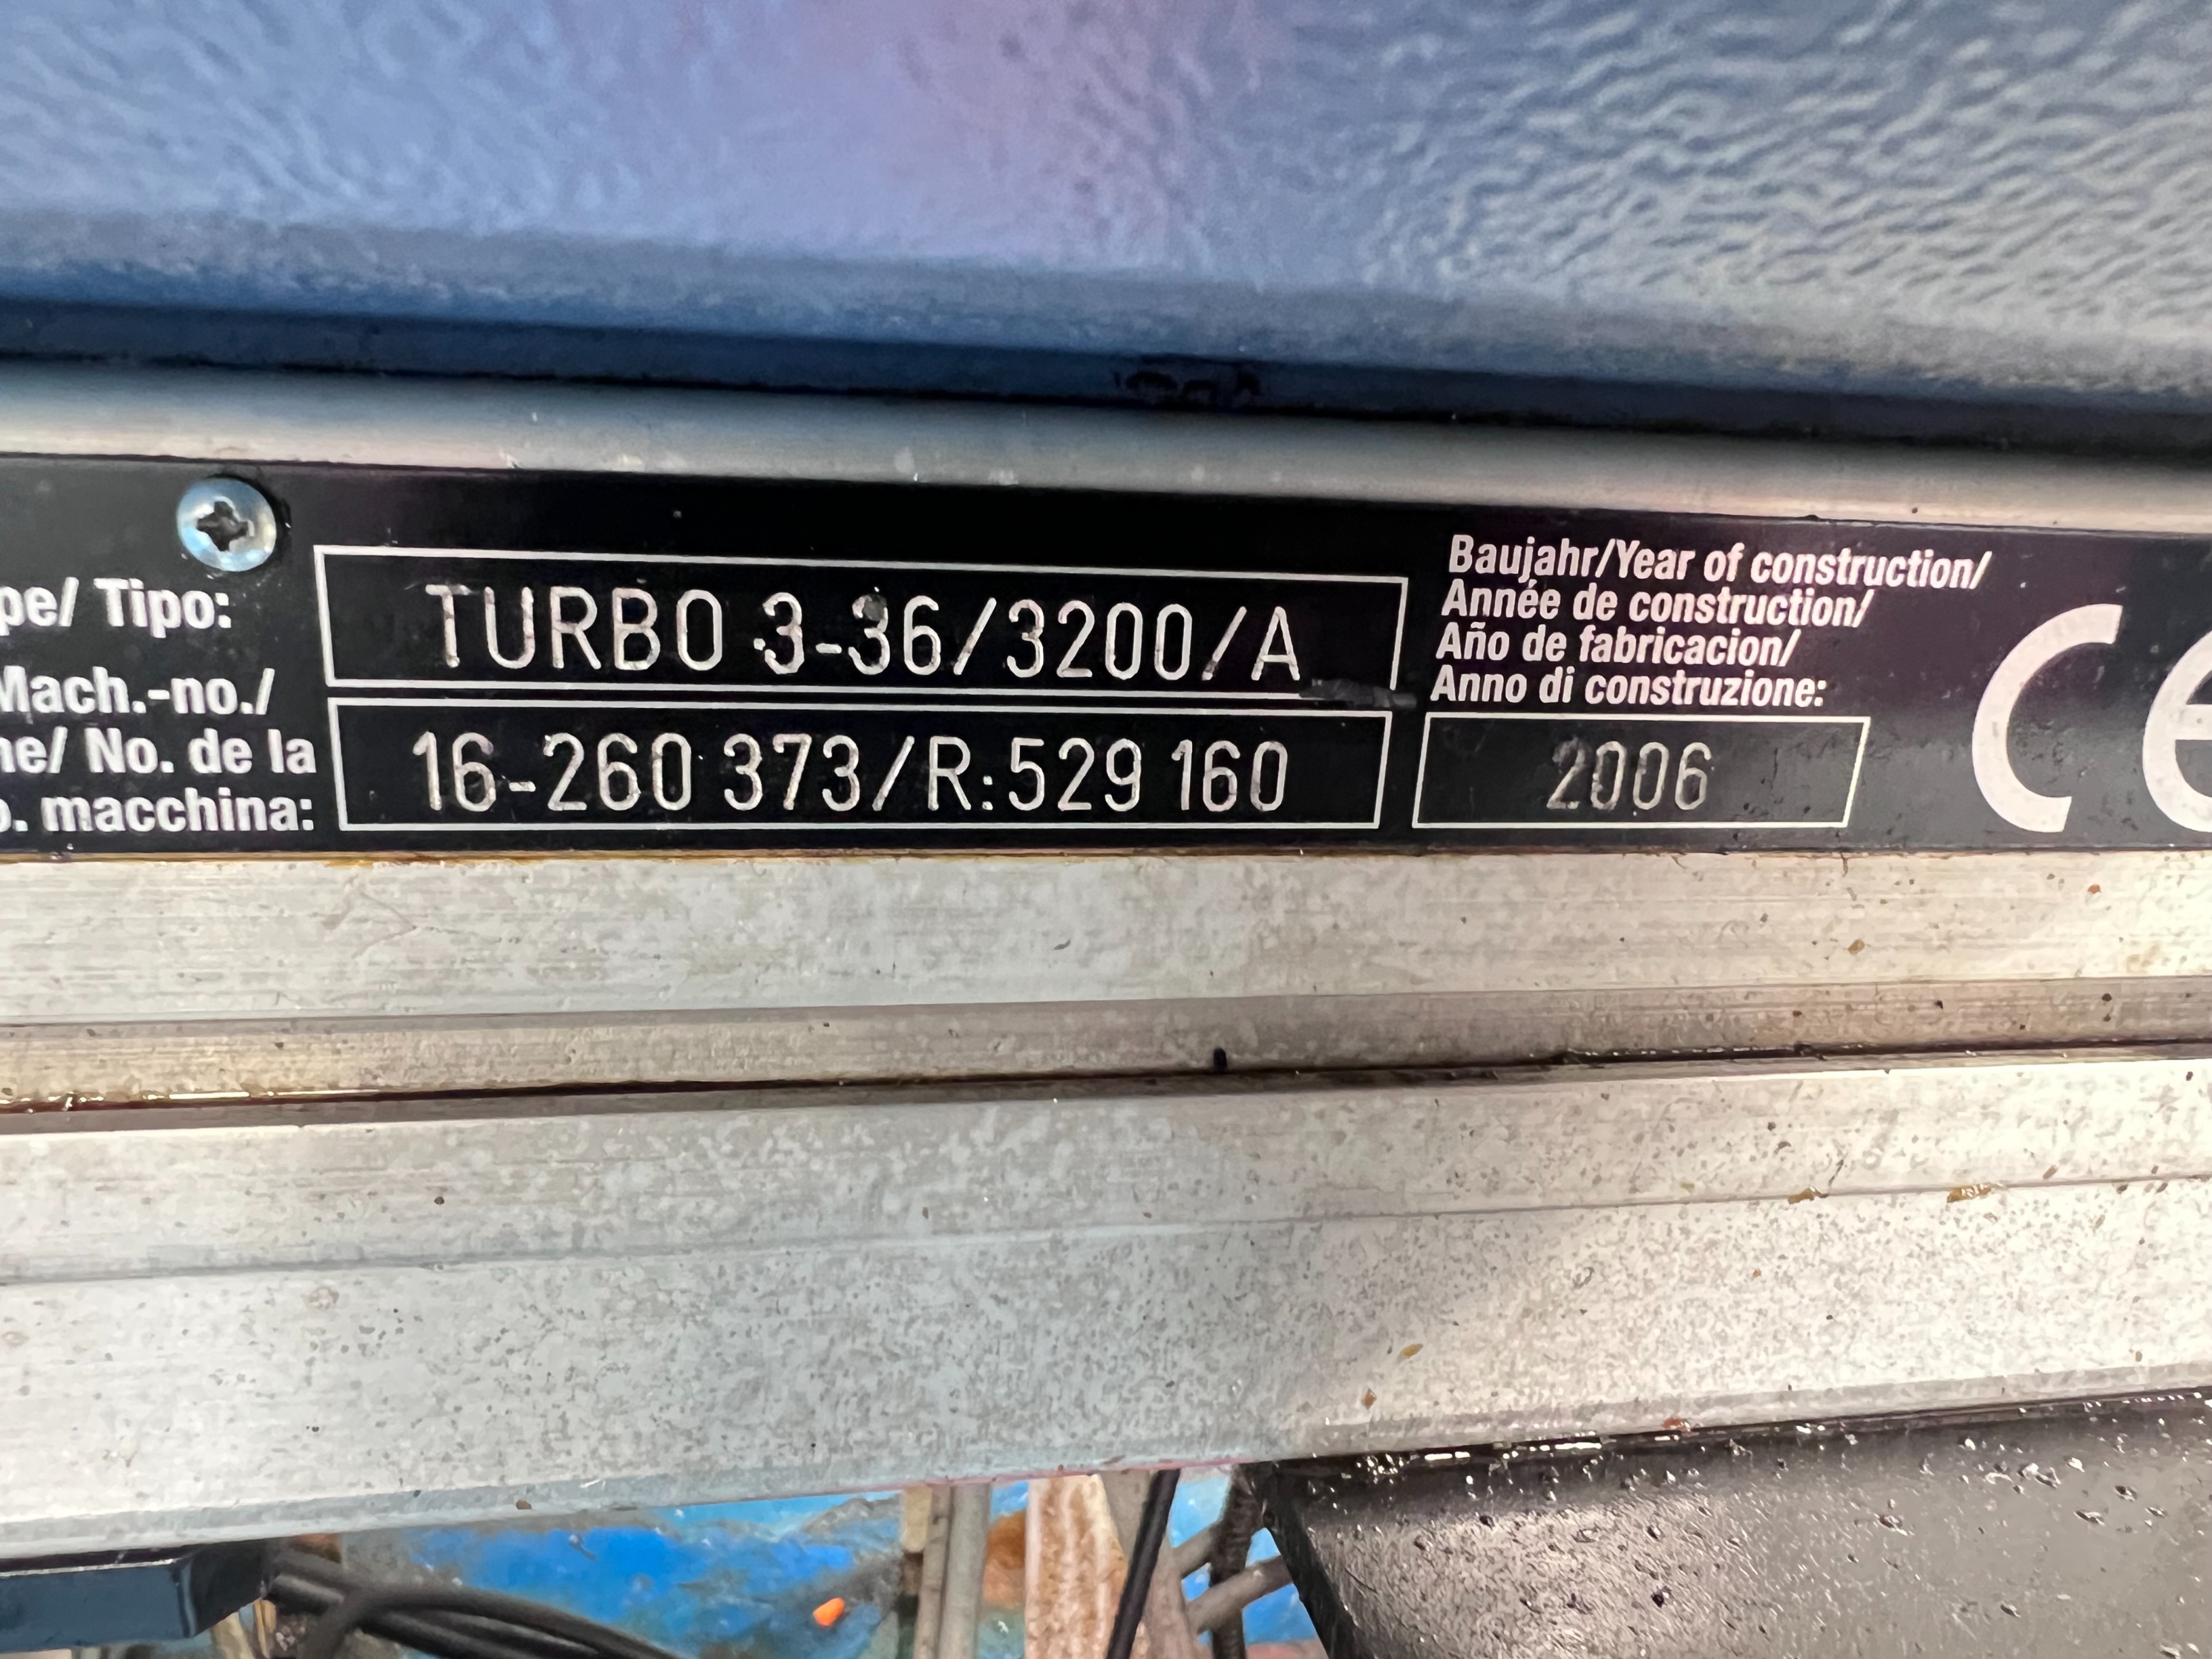 pe/ Tipo:
TURBO 3-36/3200/A
Mach.-no./
ne/ No. de la
o. macchina:
16-260 373/R:529 160
Baujahr/Year of construction/
Année de construction/
Año de fabricacion/
Anno di construzione:
2006
CE